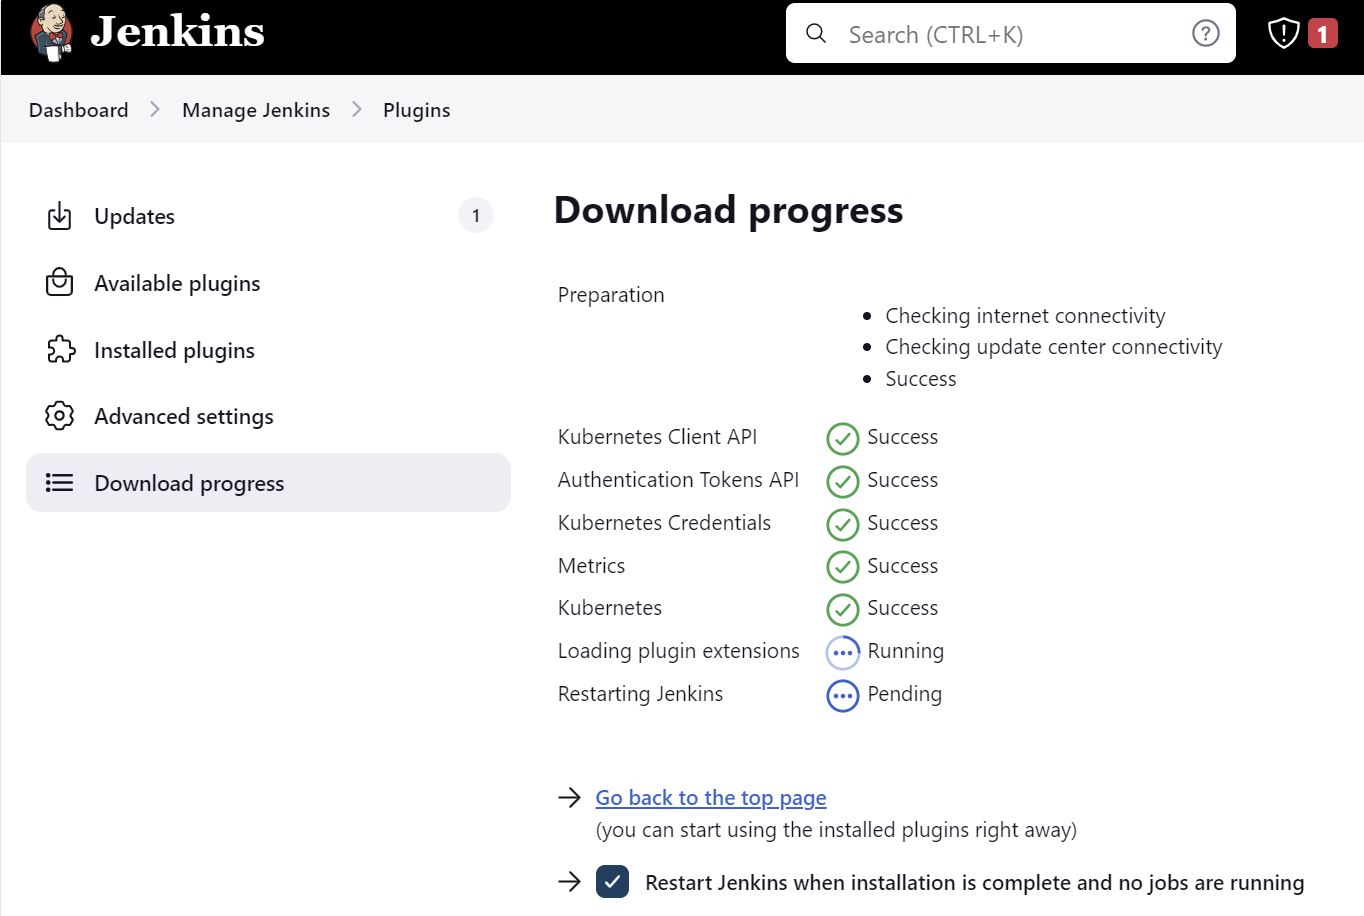 Jenkins
Search (CTRL+K)
1
Dashboard Manage Jenkins Plugins
Updates 1
Available plugins
Installed plugins
Advanced settings
Download progress
Download progress
Preparation
Checking internet connectivity
Checking update center connectivity
Success
Kubernetes Client API Success
Authentication Tokens API Success
Kubernetes Credentials Success
Metrics Success
Kubernetes Success
Loading plugin extensions Running
Restarting Jenkins Pending
Go back to the top page
(you can start using the installed plugins right away)
Restart Jenkins when installation is complete and no jobs are running